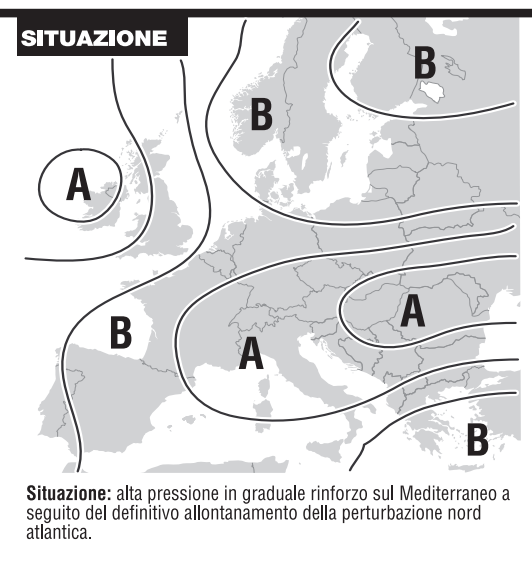 SITUAZIONE
B
B
A
B
A
A
B
Situazione: alta pressione in graduale rinforzo sul Mediterraneo a
seguito del definitivo allontanamento della perturbazione nord
atlantica.